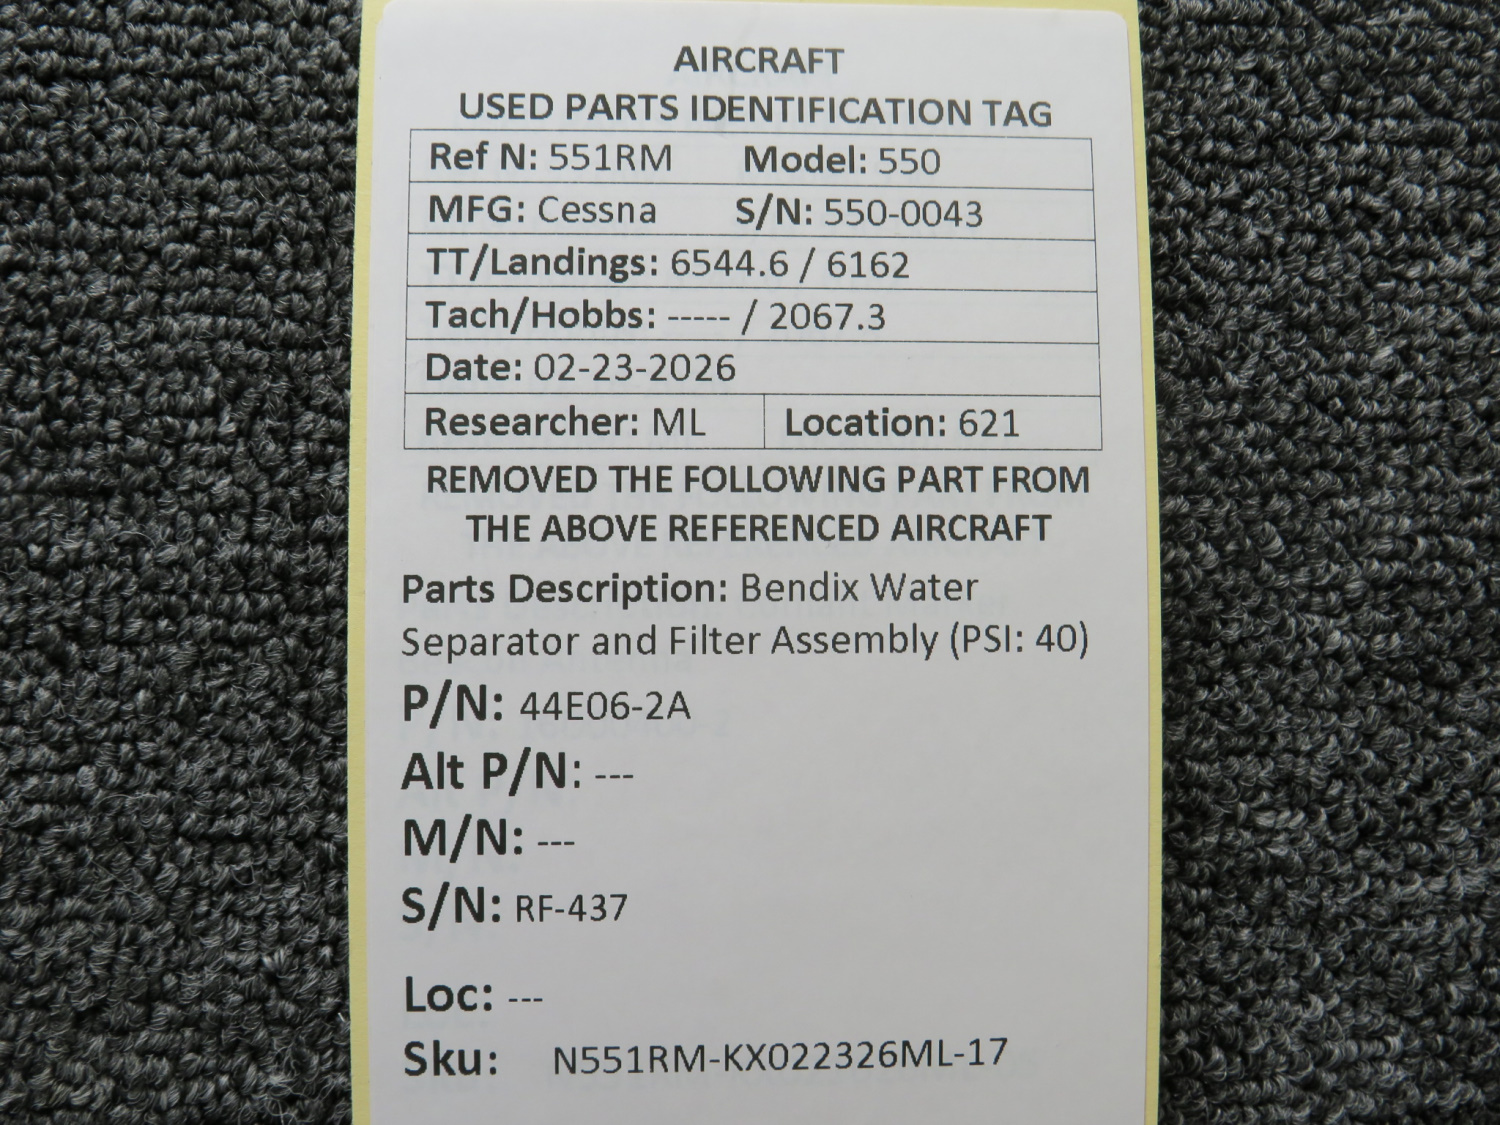 AIRCRAFT
USED PARTS IDENTIFICATION TAG
Ref N: 551RM Model: 550
MFG: Cessna S/N: 550-0043
TT/Landings: 6544.6 / 6162
Tach/Hobbs: ----- / 2067.3
Date: 02-23-2026
Researcher: ML Location: 621
REMOVED THE FOLLOWING PART FROM
THE ABOVE REFERENCED AIRCRAFT
Parts Description: Bendix Water
Separator and Filter Assembly (PSI: 40)
P/N: 44E06-2A
Alt P/N: ---
M/N: ---
S/N: RF-437
Loc: ---
Sku: N551RM-KX022326ML-17